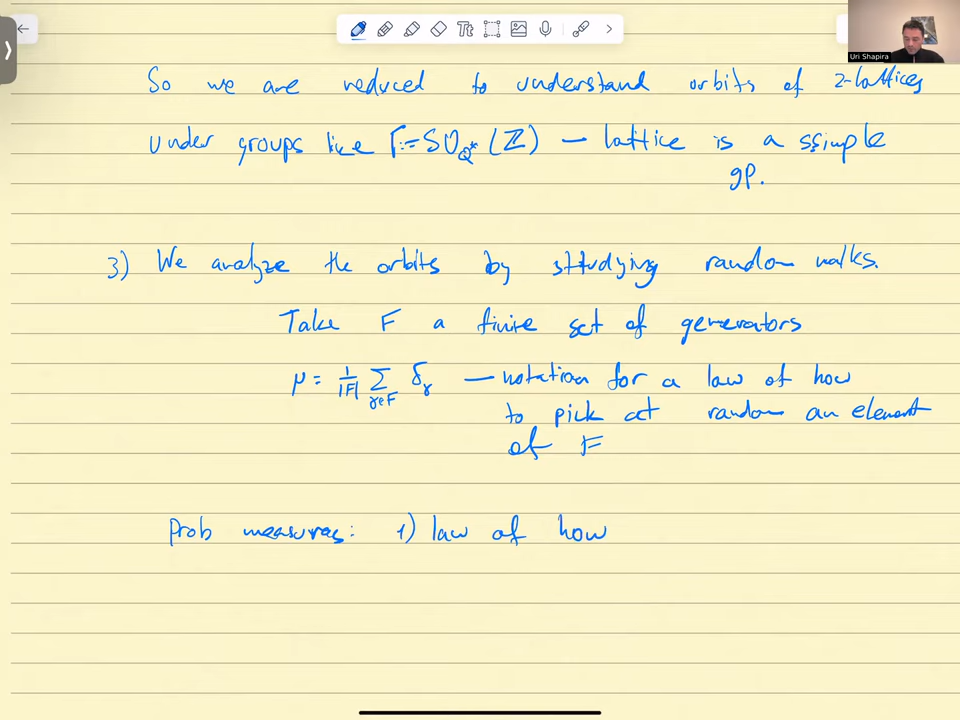 Uri Shapira
So we are reduced to understand orbits of 2-lattices
under groups like Γ:=SO_{Q*}(ℤ) — lattice is a ssimple
gp.
3) We analyze the orbits by studying random walks.
Take F a finite set of generators
μ = 1/|F| Σ_{γ∈F} δ_γ — notation for a law of how
to pick at random an element
of F
Prob measures: 1) law of how